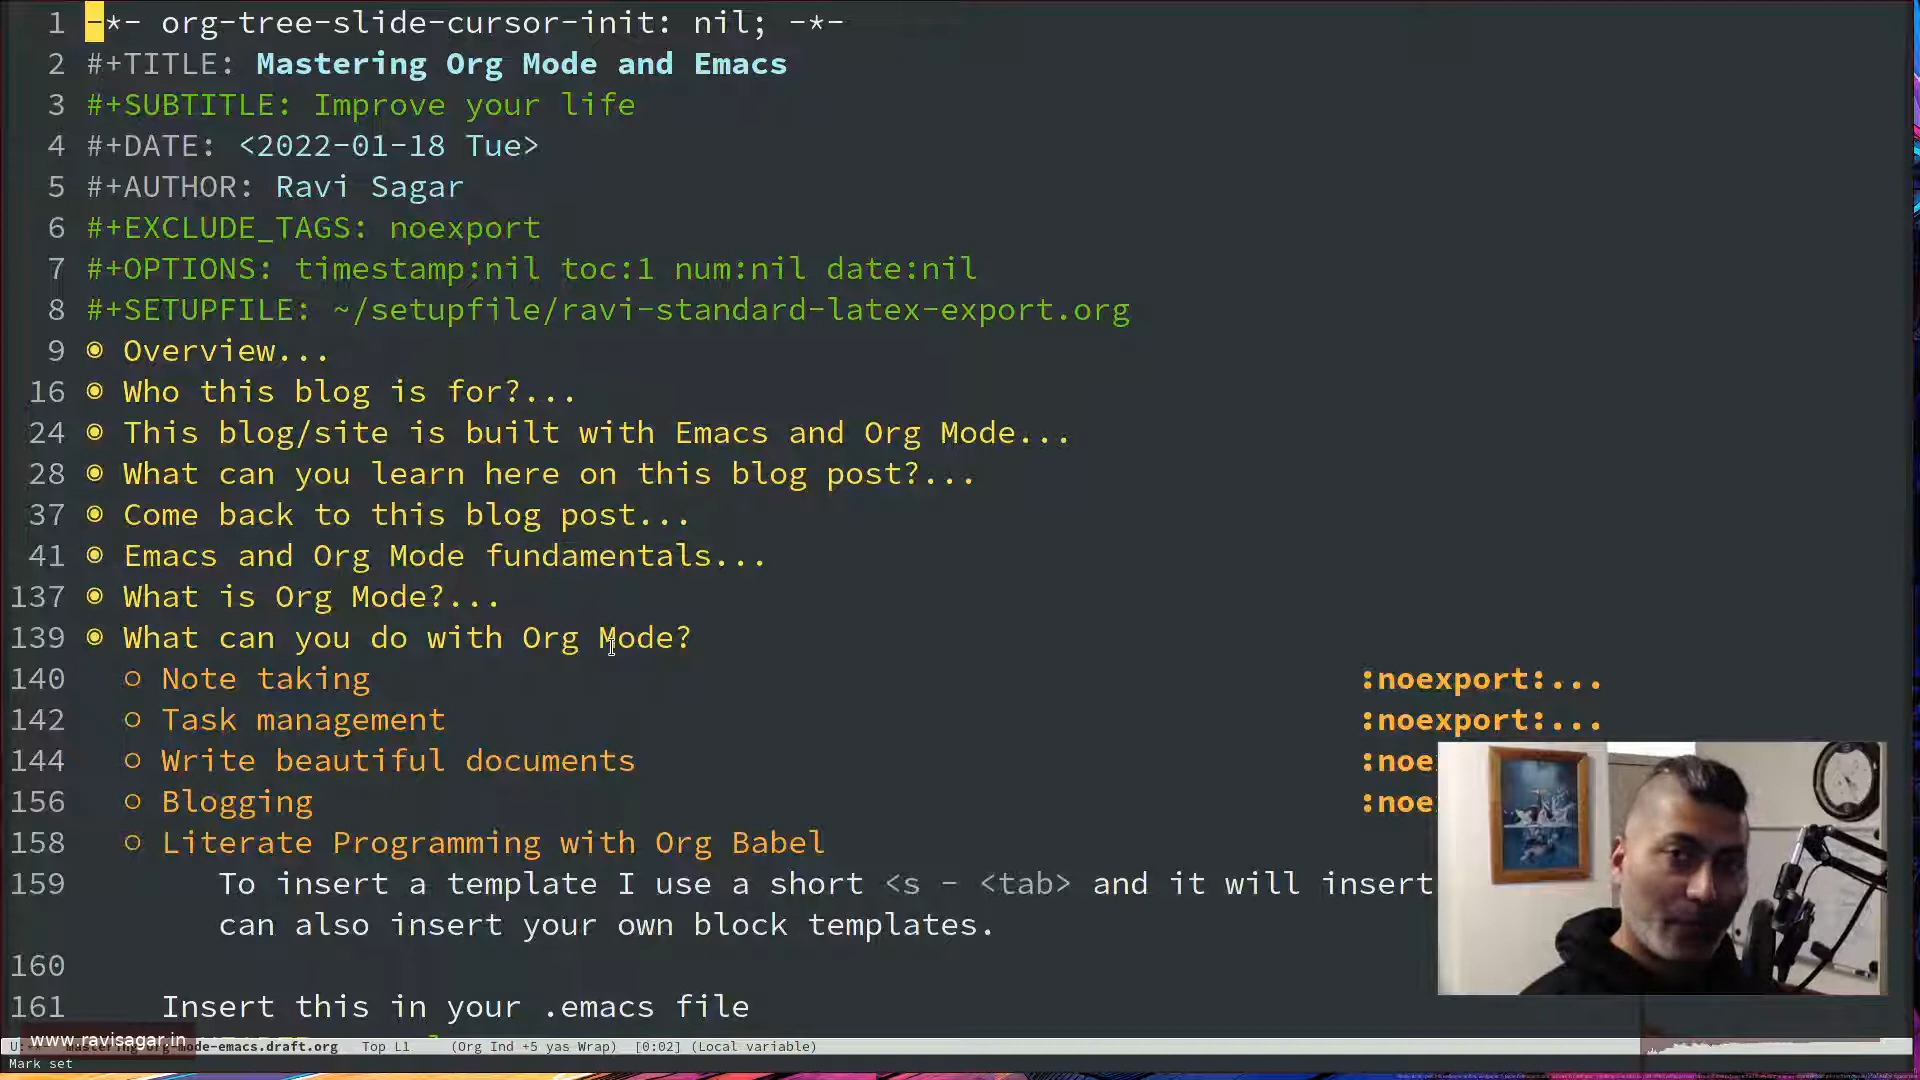 1 -*- org-tree-slide-cursor-init: nil; -*-
2 #+TITLE: Mastering Org Mode and Emacs
3 #+SUBTITLE: Improve your life
4 #+DATE: <2022-01-18 Tue>
5 #+AUTHOR: Ravi Sagar
6 #+EXCLUDE_TAGS: noexport
7 #+OPTIONS: timestamp:nil toc:1 num:nil date:nil
8 #+SETUPFILE: ~/setupfile/ravi-standard-latex-export.org
9 ◉ Overview...
16 ◉ Who this blog is for?...
24 ◉ This blog/site is built with Emacs and Org Mode...
28 ◉ What can you learn here on this blog post?...
37 ◉ Come back to this blog post...
41 ◉ Emacs and Org Mode fundamentals...
137 ◉ What is Org Mode?...
139 ◉ What can you do with Org Mode?
140 ○ Note taking :noexport:...
142 ○ Task management :noexport:...
144 ○ Write beautiful documents :noe
156 ○ Blogging :noe
158 ○ Literate Programming with Org Babel
159 To insert a template I use a short <s - <tab> and it will insert
can also insert your own block templates.
160
161 Insert this in your .emacs file
www.ravisagar.in
mastering-org-mode-emacs.draft.org Top L1 (Org Ind +5 yas Wrap) [0:02] (Local variable)
Mark set